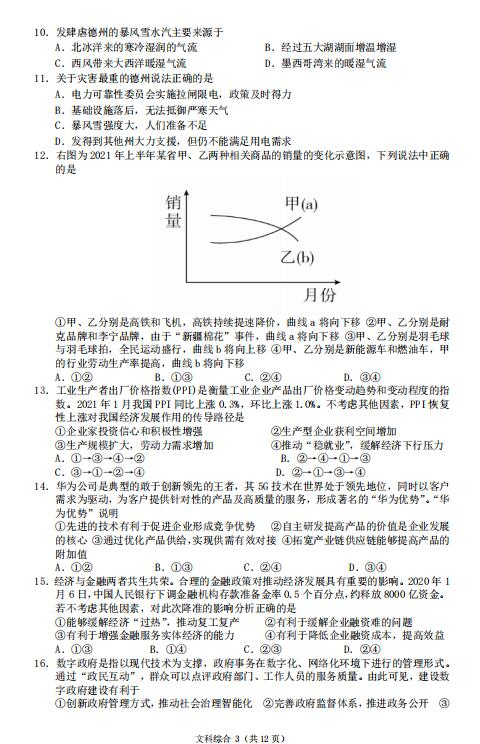 10. 发肆虐德州的暴风雪水汽主要来源于
A. 北冰洋来的寒冷湿润的气流 B. 经过五大湖湖面增温增湿
C. 西风带来大西洋暖湿气流 D. 墨西哥湾来的暖湿气流
11. 关于灾害最重的德州说法正确的是
A. 电力可靠性委员会实施拉闸限电，政策及时得力
B. 基础设施落后，无法抵御严寒天气
C. 暴风雪强度大，人们准备不足
D. 发得到其他州大力支援，但仍不能满足用电需求
12. 右图为 2021 年上半年某省甲、乙两种相关商品的销量的变化示意图，下列说法中正确
的是
销量
甲(a)
乙(b)
月份
①甲、乙分别是高铁和飞机，高铁持续提速降价，曲线 a 将向下移 ②甲、乙分别是耐
克品牌和李宁品牌，由于“新疆棉花”事件，曲线 a 将向下移 ③甲、乙分别是羽毛球
与羽毛球拍，全民运动盛行，曲线 b 将向上移 ④甲、乙分别是新能源车和燃油车，甲
的行业劳动生产率提高，曲线 b 将向下移
A. ①② B. ①③ C. ②④ D. ③④
13. 工业生产者出厂价格指数(PPI)是衡量工业企业产品出厂价格变动趋势和变动程度的指
数。2021 年 1 月我国 PPI 同比上涨 0.3%，环比上涨 1.0%。不考虑其他因素，PPI 恢复
性上涨对我国经济发展作用的传导路径是
①企业家投资信心和积极性增强 ②生产型企业获利空间增加
③生产规模扩大，劳动力需求增加 ④推动“稳就业”，缓解经济下行压力
A. ①→③→④→② B. ②→④→①→③
C. ③→①→②→④ D. ②→①→③→④
14. 华为公司是典型的敢于创新领先的王者，其 5G 技术在世界处于领先地位，同时以客户
需求为驱动，为客户提供针对性的产品及高质量的服务，形成著名的“华为优势”。“华
为优势”说明
①先进的技术有利于促进企业形成竞争优势 ②自主研发提高产品的价值是企业发展
的核心 ③通过优化产品供给，实现供需有效对接 ④拓宽产业链供应链能够提高产品的
附加值
A. ①② B. ①③ C. ②④ D. ③④
15. 经济与金融两者共生共荣。合理的金融政策对推动经济发展具有重要的影响。2020 年 1
月 6 日，中国人民银行下调金融机构存款准备金率 0.5 个百分点，约释放 8000 亿资金。
若不考虑其他因素，对此次降准的影响分析正确的是
①能够缓解经济“过热”，推动复工复产 ②有利于缓解企业融资难的问题
③有利于增强金融服务实体经济的能力 ④有利于降低企业融资成本，提高效益
A. ①③ B. ①④ C. ②③ D. ②④
16. 数字政府是指以现代技术为支撑，政府事务在数字化、网络化环境下进行的管理形式。
通过“政民互动”，群众可以点评政府部门、工作人员的服务质量。由此可见，建设数
字政府建设有利于
①创新政府管理方式，推动社会治理智能化 ②完善政府监督体系，推进政务公开 ③
文科综合 3（共 12 页）